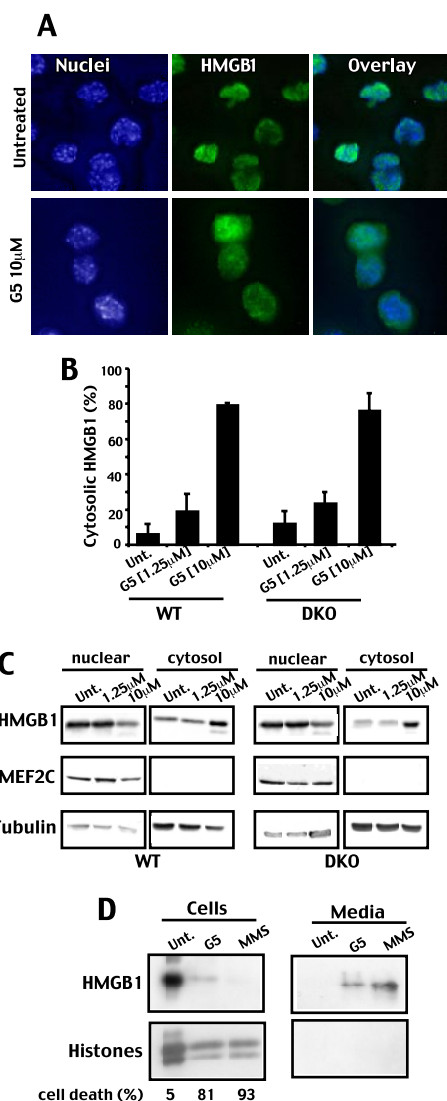 A
Nuclei HMGB1 Overlay
Untreated
G5 10μM
B
Cytosolic HMGB1 (%)
100
80
60
40
20
0
Unt. G5 [1.25μM] G5 [10μM] Unt. G5 [1.25μM] G5 [10μM]
WT DKO
C
nuclear cytosol nuclear cytosol
Unt. 1.25μM 10μM Unt. 1.25μM 10μM Unt. 1.25μM 10μM Unt. 1.25μM 10μM
HMGB1
MEF2C
Tubulin
WT DKO
D
Cells Media
Unt. G5 MMS Unt. G5 MMS
HMGB1
Histones
cell death (%) 5 81 93